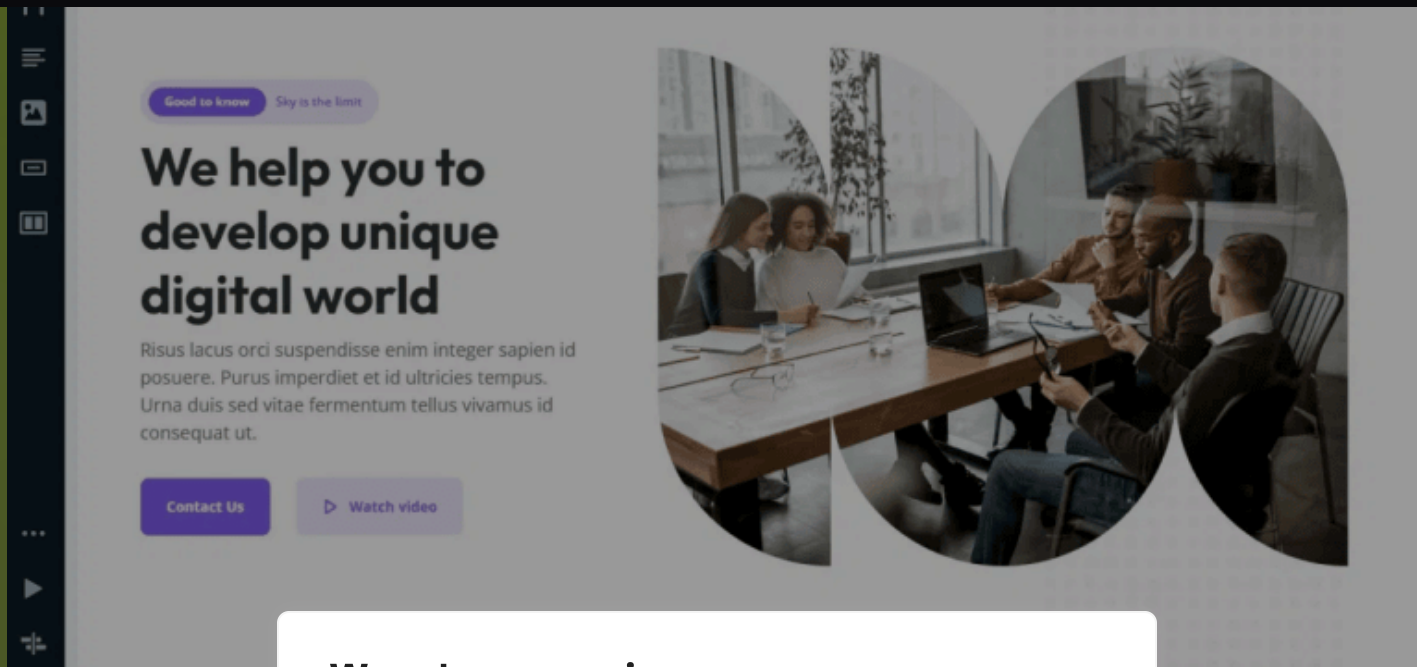 Good to know Sky is the limit
We help you to
develop unique
digital world
Risus lacus orci suspendisse enim integer sapien id
posuere. Purus imperdiet et id ultricies tempus.
Urna duis sed vitae fermentum tellus vivamus id
consequat ut.
Contact Us Watch video